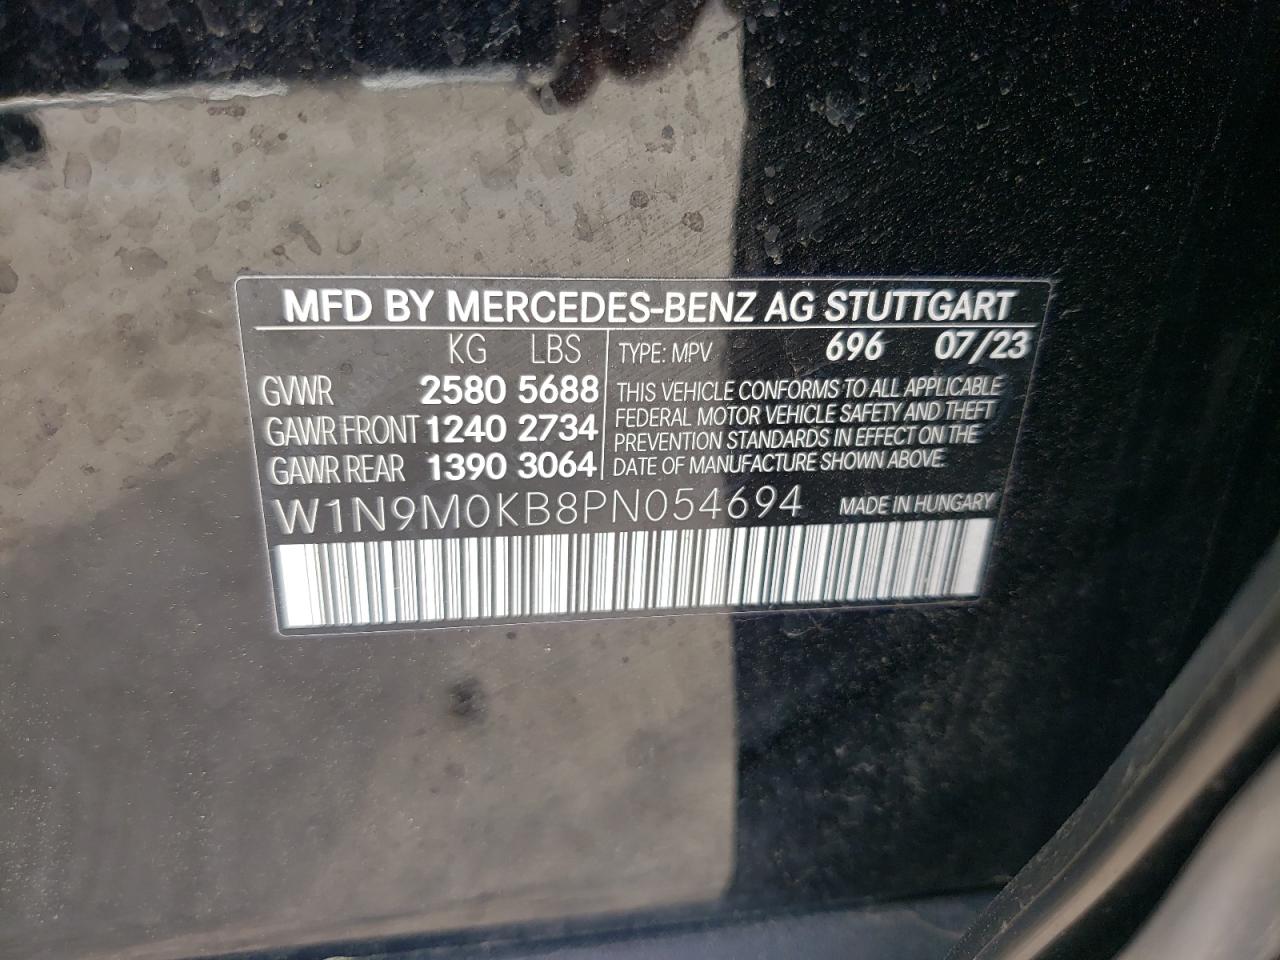 MFD BY MERCEDES-BENZ AG STUTTGART
KG LBS
GVWR 2580 5688
GAWR FRONT 1240 2734
GAWR REAR 1390 3064
TYPE: MPV 696 07/23
THIS VEHICLE CONFORMS TO ALL APPLICABLE
FEDERAL MOTOR VEHICLE SAFETY AND THEFT
PREVENTION STANDARDS IN EFFECT ON THE
DATE OF MANUFACTURE SHOWN ABOVE.
W1N9M0KB8PN054694 MADE IN HUNGARY